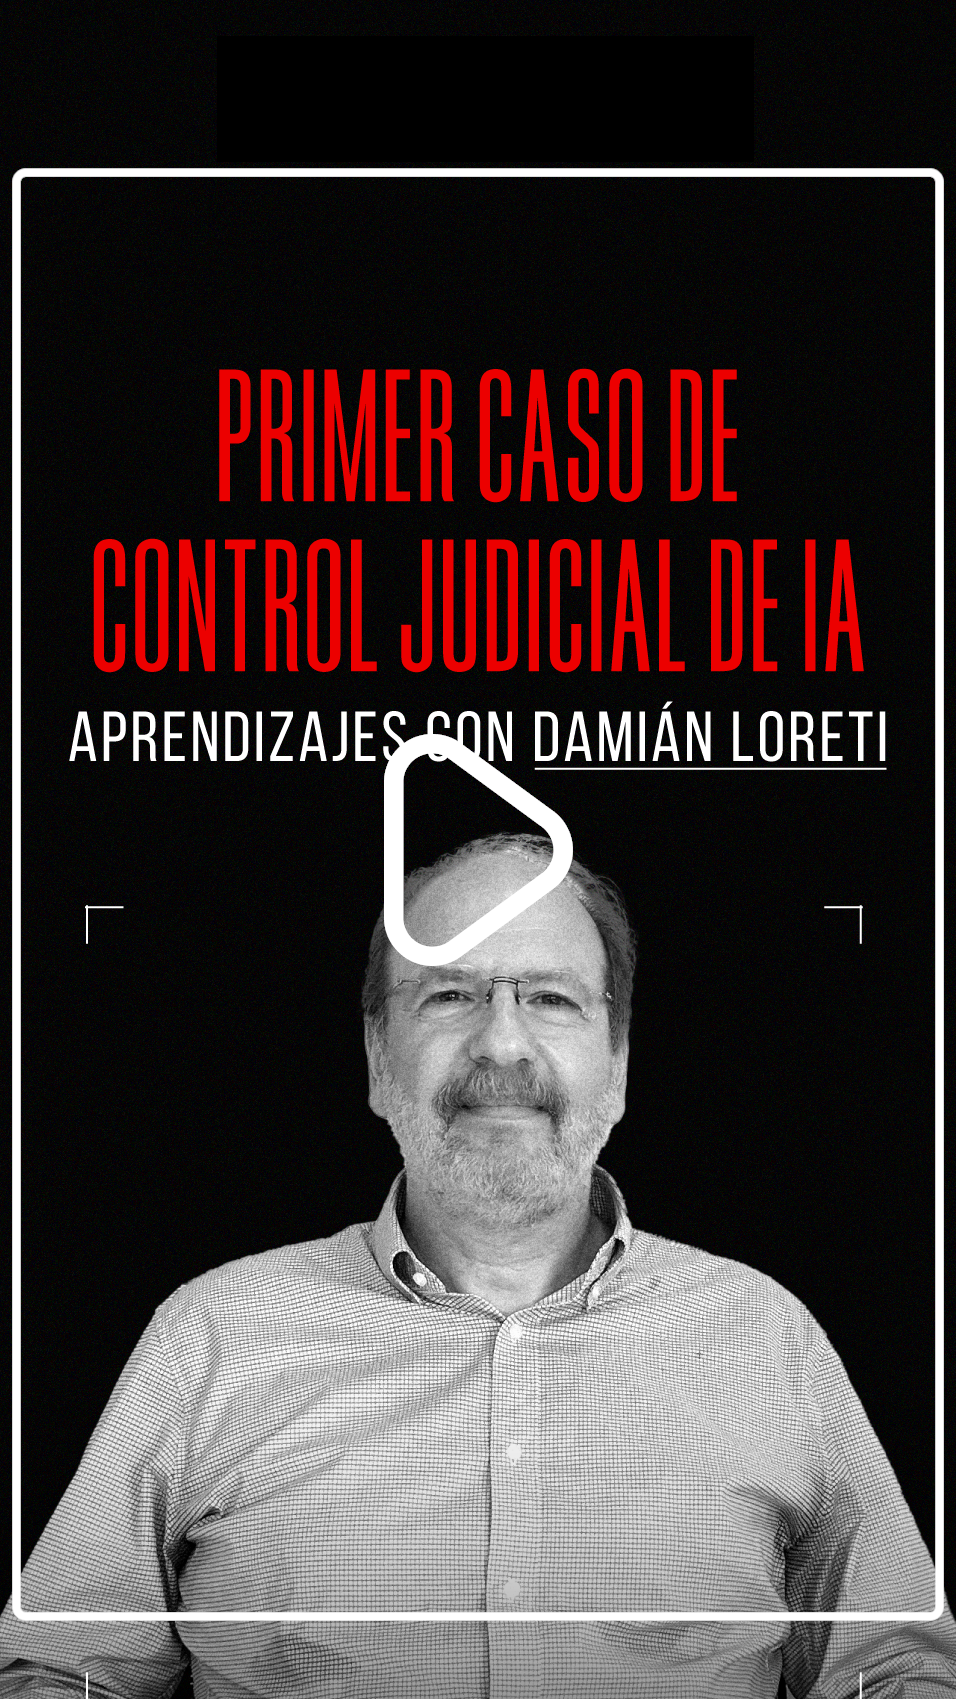 PRIMER CASO DE
CONTROL JUDICIAL DE IA
APRENDIZAJES CON DAMIÁN LORETI